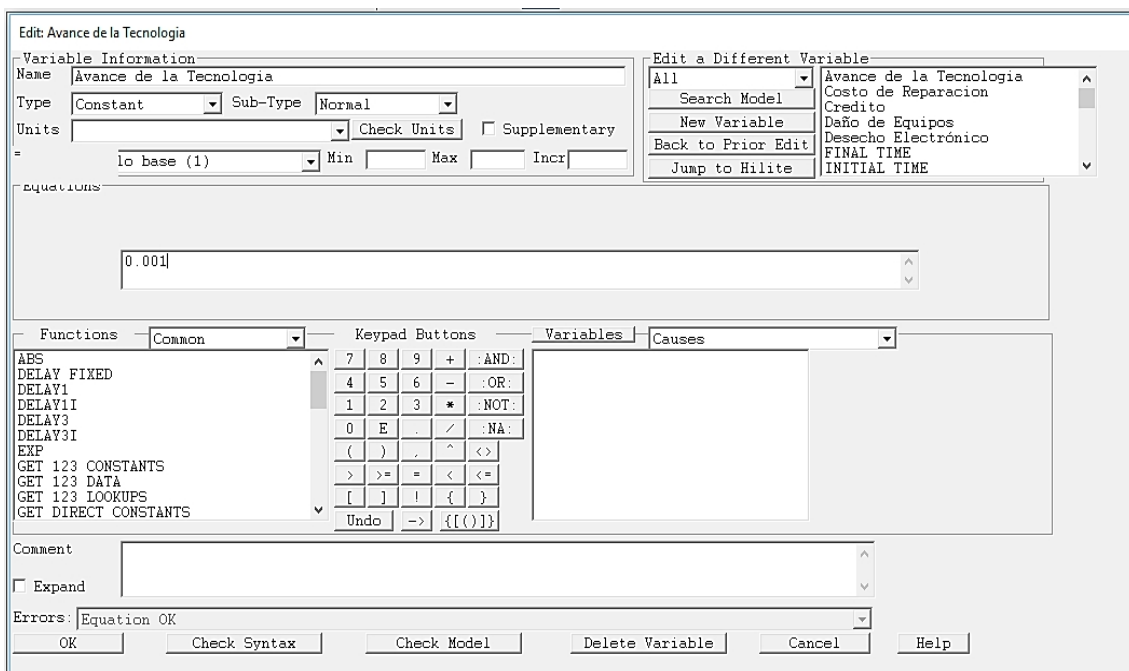 Edit: Avance de la Tecnologia
Variable Information
Name Avance de la Tecnologia
Type Constant Sub-Type Normal
Units Check Units Supplementary
= lo base (1) Min Max Incr
Edit a Different Variable
All
Search Model
New Variable
Back to Prior Edit
Jump to Hilite
Avance de la Tecnologia
Costo de Reparacion
Credito
Daño de Equipos
Desecho Electrónico
FINAL TIME
INITIAL TIME
Equations
0.001
Functions Common
ABS
DELAY FIXED
DELAY1
DELAY1I
DELAY3
DELAY3I
EXP
GET 123 CONSTANTS
GET 123 DATA
GET 123 LOOKUPS
GET DIRECT CONSTANTS
Keypad Buttons
7 8 9 + :AND:
4 5 6 - :OR:
1 2 3 * :NOT:
0 E . / :NA:
( ) , ^ <>
> >= = < <=
[ ] ! { }
Undo -> {[()]}
Variables Causes
Comment
Expand
Errors: Equation OK
OK Check Syntax Check Model Delete Variable Cancel Help